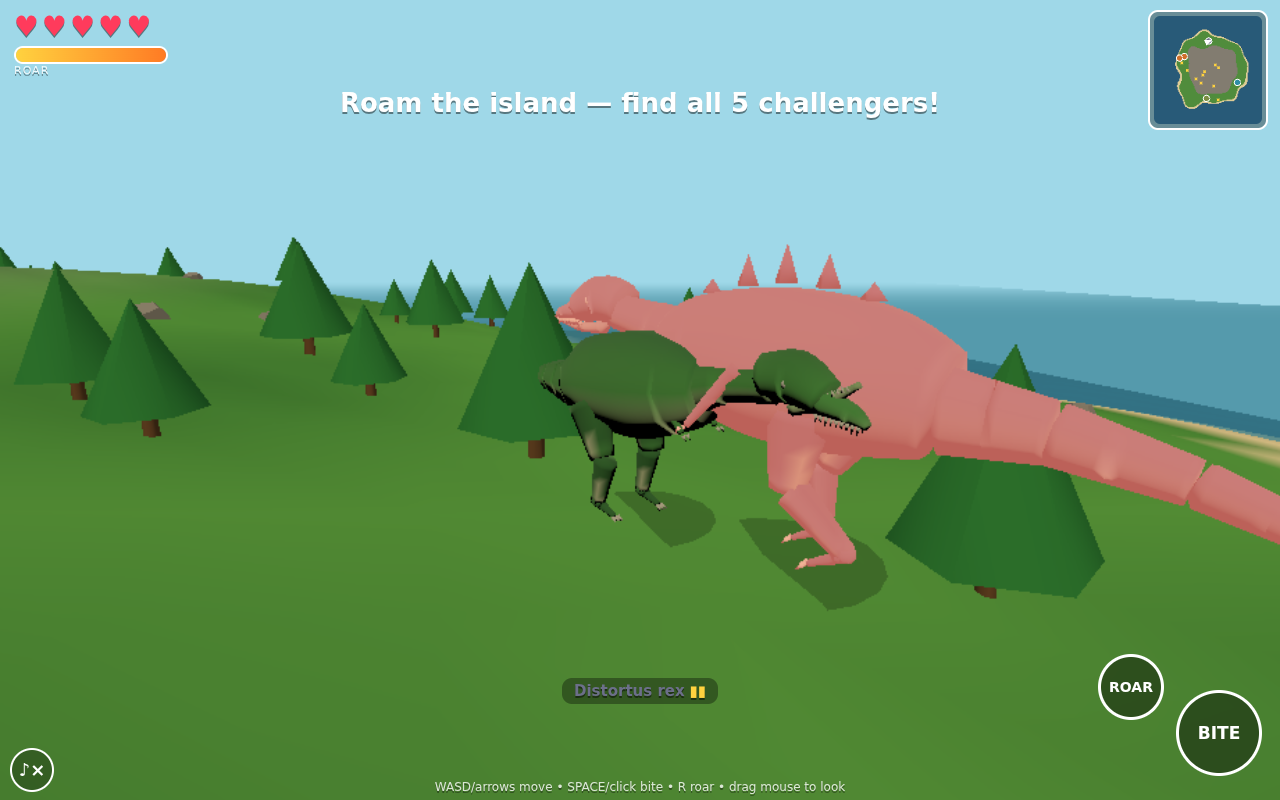 ROAR
Roam the island — find all 5 challengers!
Distortus rex
ROAR
BITE
WASD/arrows move • SPACE/click bite • R roar • drag mouse to look